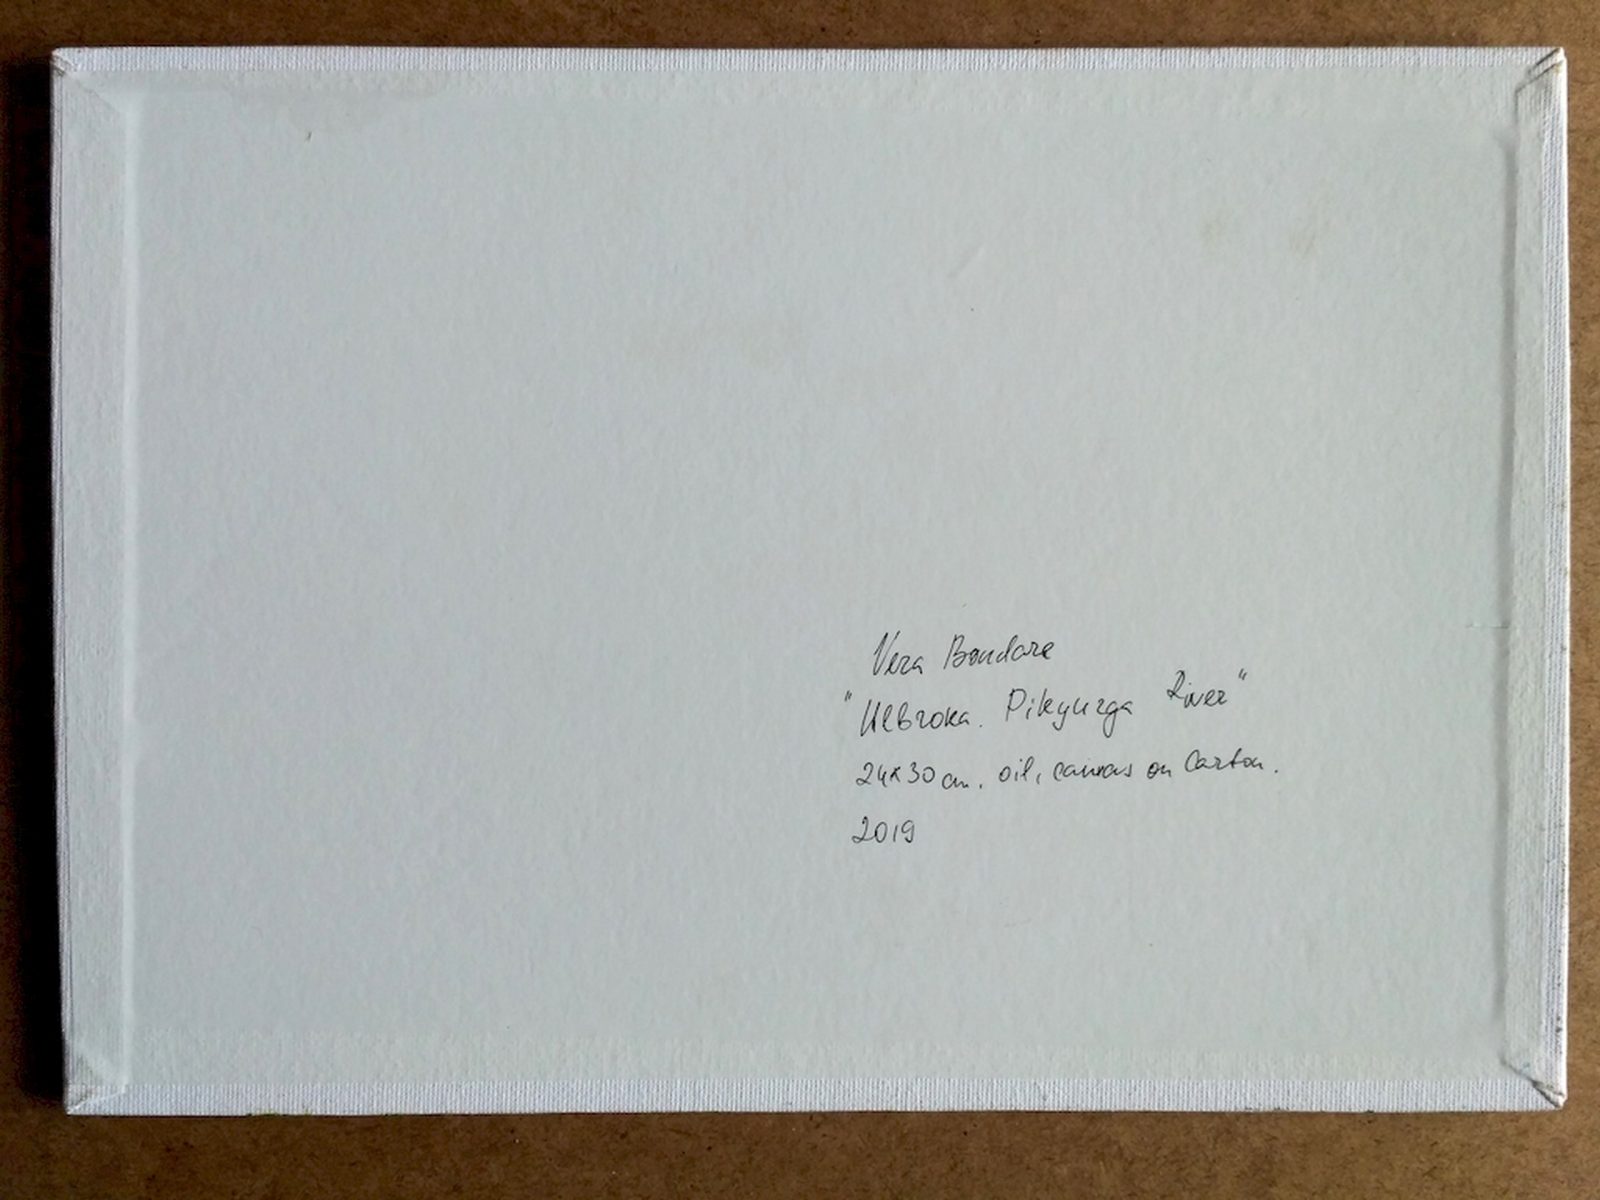 Vera Bondare
"Ulbroka. Pikyurga River"
24x30 cm. oil, canvas on Carton.
2019